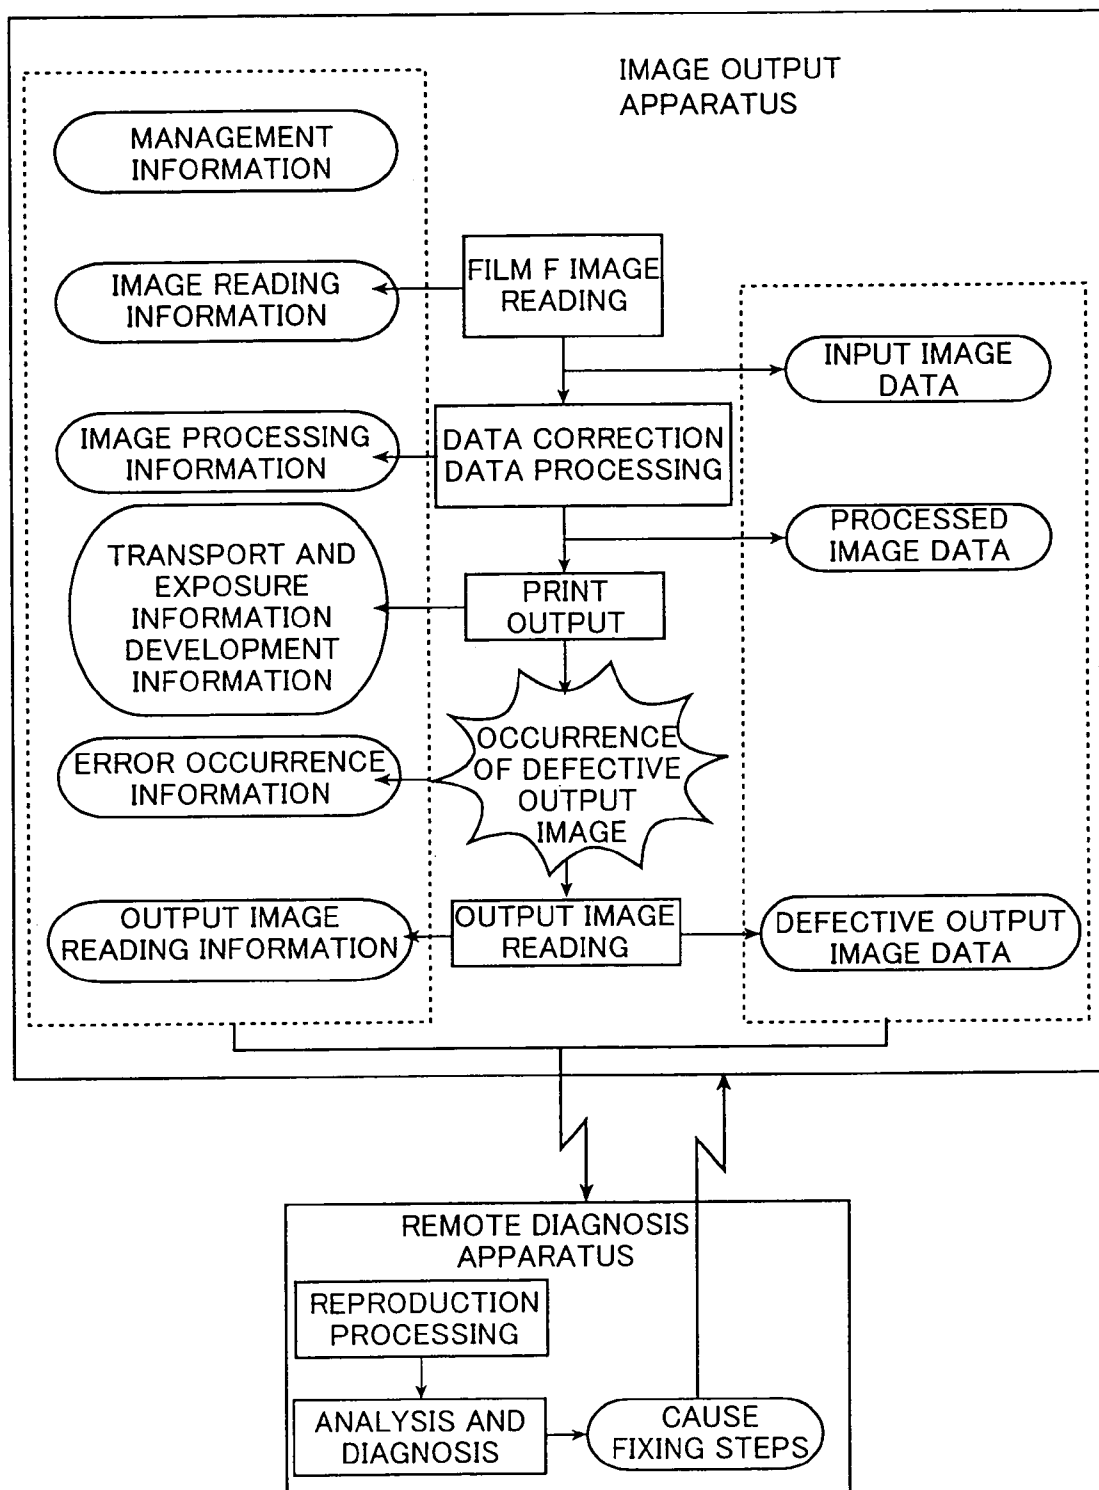 IMAGE OUTPUT
APPARATUS
MANAGEMENT
INFORMATION
FILM F IMAGE
READING
IMAGE READING
INFORMATION
INPUT IMAGE
DATA
IMAGE PROCESSING
INFORMATION
DATA CORRECTION
DATA PROCESSING
PROCESSED
IMAGE DATA
TRANSPORT AND
EXPOSURE
INFORMATION
DEVELOPMENT
INFORMATION
PRINT
OUTPUT
OCCURRENCE
OF DEFECTIVE
OUTPUT
IMAGE
ERROR OCCURRENCE
INFORMATION
OUTPUT IMAGE
READING INFORMATION
OUTPUT IMAGE
READING
DEFECTIVE OUTPUT
IMAGE DATA
REMOTE DIAGNOSIS
APPARATUS
REPRODUCTION
PROCESSING
ANALYSIS AND
DIAGNOSIS
CAUSE
FIXING STEPS